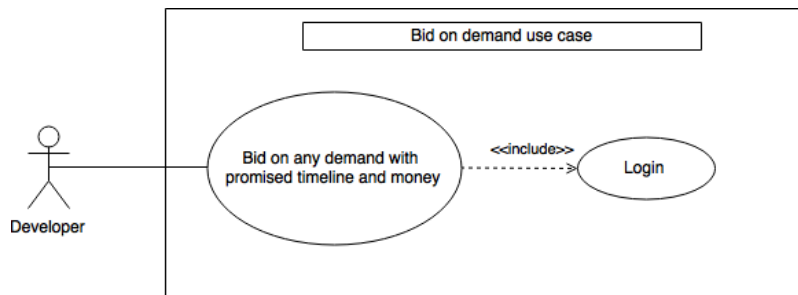 Bid on demand use case
Bid on any demand with
promised timeline and money
<<include>>
Login
Developer